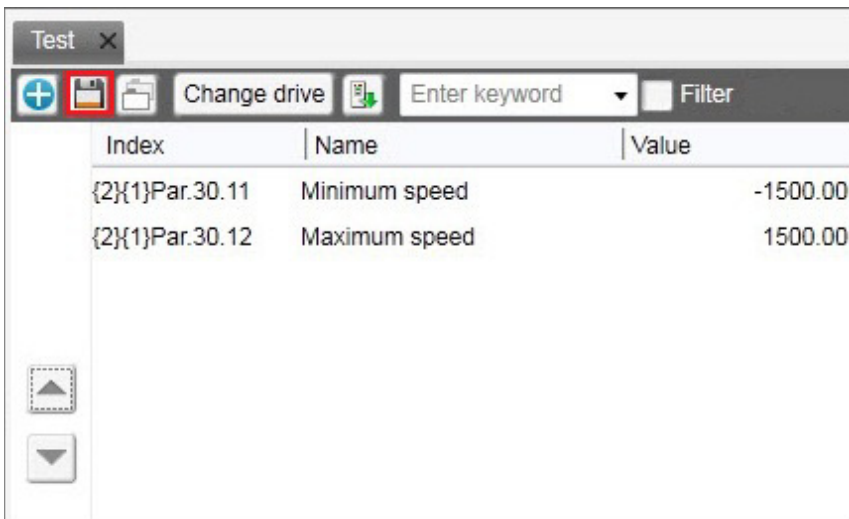 Test
Change drive Enter keyword Filter
Index Name Value
{2}{1}Par.30.11 Minimum speed -1500.00
{2}{1}Par.30.12 Maximum speed 1500.00